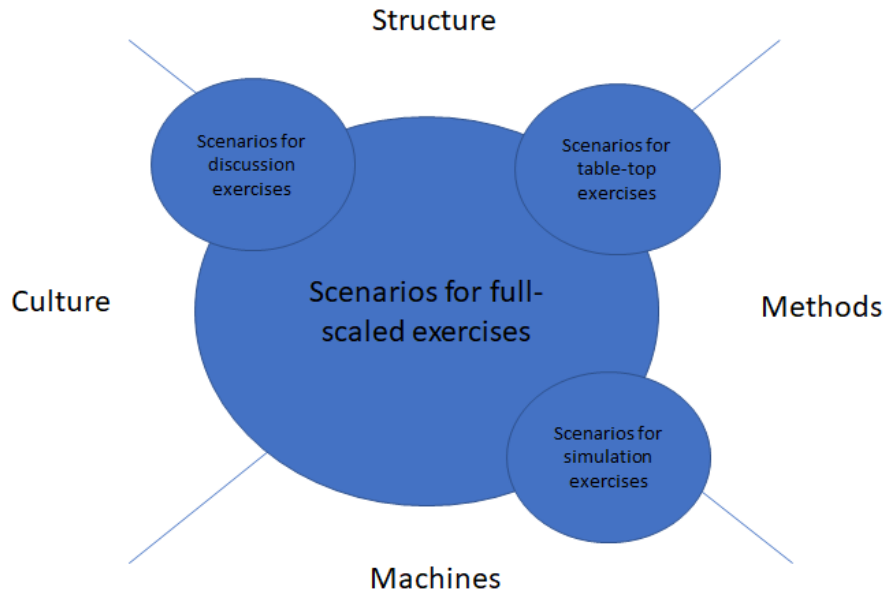 Structure
Scenarios for
discussion
exercises
Scenarios for
table-top
exercises
Culture
Scenarios for full-
scaled exercises
Methods
Scenarios for
simulation
exercises
Machines